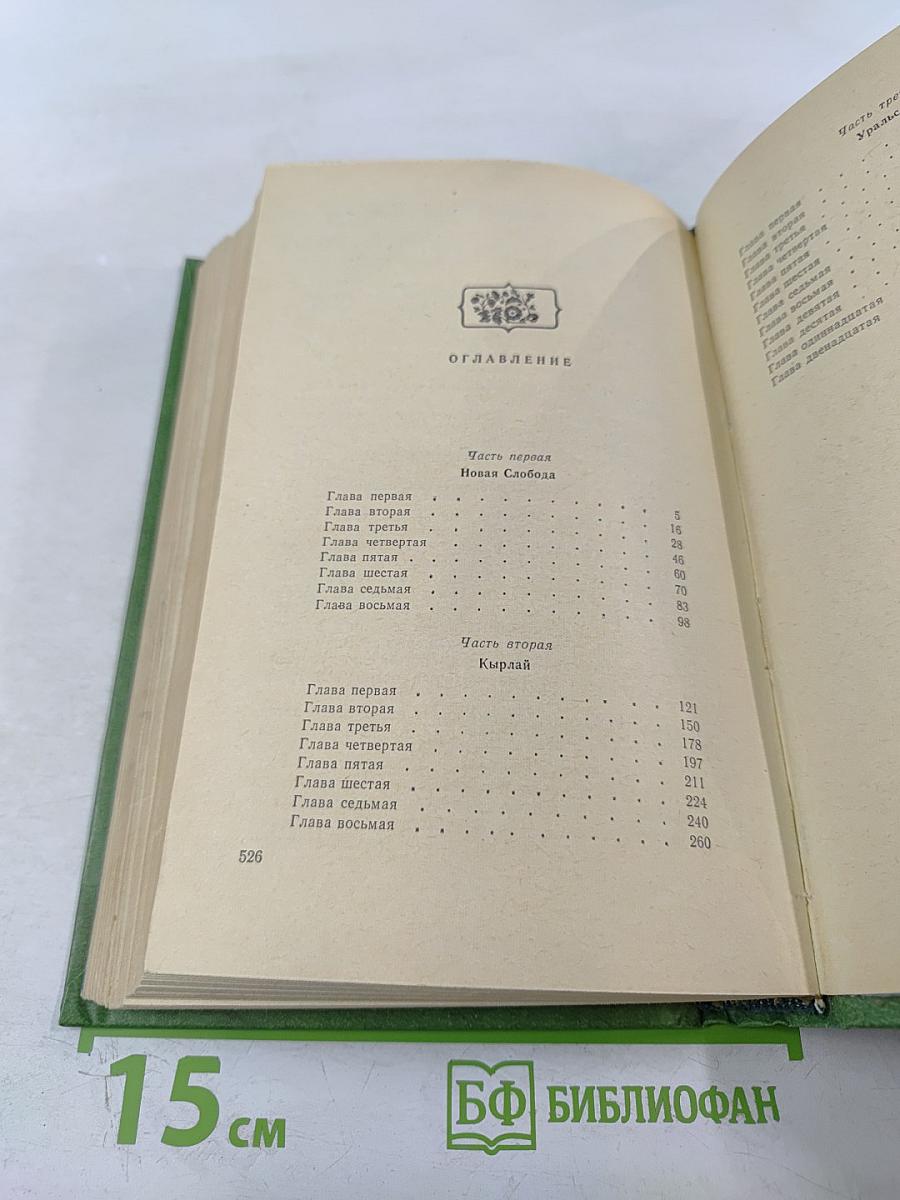 ОГЛАВЛЕНИЕ
Часть первая
Новая Слобода
Глава первая . . . . . . . . . . 5
Глава вторая . . . . . . . . . . 16
Глава третья . . . . . . . . . . 28
Глава четвертая . . . . . . . . . 46
Глава пятая . . . . . . . . . . 60
Глава шестая . . . . . . . . . . 70
Глава седьмая . . . . . . . . . . 83
Глава восьмая . . . . . . . . . . 98
Часть вторая
Кырлай
Глава первая . . . . . . . . . . 121
Глава вторая . . . . . . . . . . 150
Глава третья . . . . . . . . . . 178
Глава четвертая . . . . . . . . . 197
Глава пятая . . . . . . . . . . 211
Глава шестая . . . . . . . . . . 224
Глава седьмая . . . . . . . . . . 240
Глава восьмая . . . . . . . . . . 260
526
Часть тре
Уральс
Глава первая
Глава вторая
Глава третья
Глава четвертая
Глава пятая
Глава шестая
Глава седьмая
Глава восьмая
Глава девятая
Глава десятая
Глава одиннадцатая
Глава двенадцатая
15 см
БФ БИБЛИОФАН